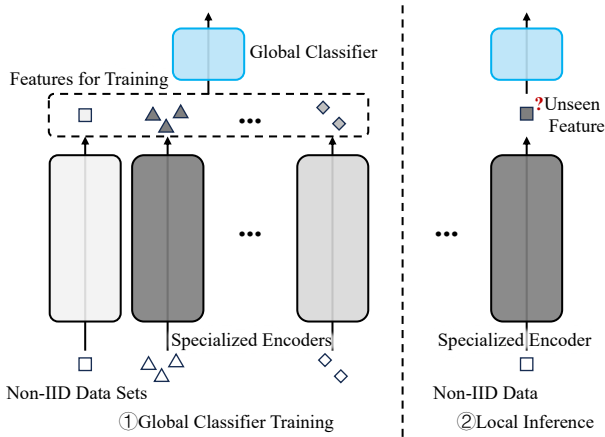 Global Classifier
Features for Training
...
Specialized Encoders
Non-IID Data Sets
①Global Classifier Training
?Unseen
Feature
...
Specialized Encoder
Non-IID Data
②Local Inference